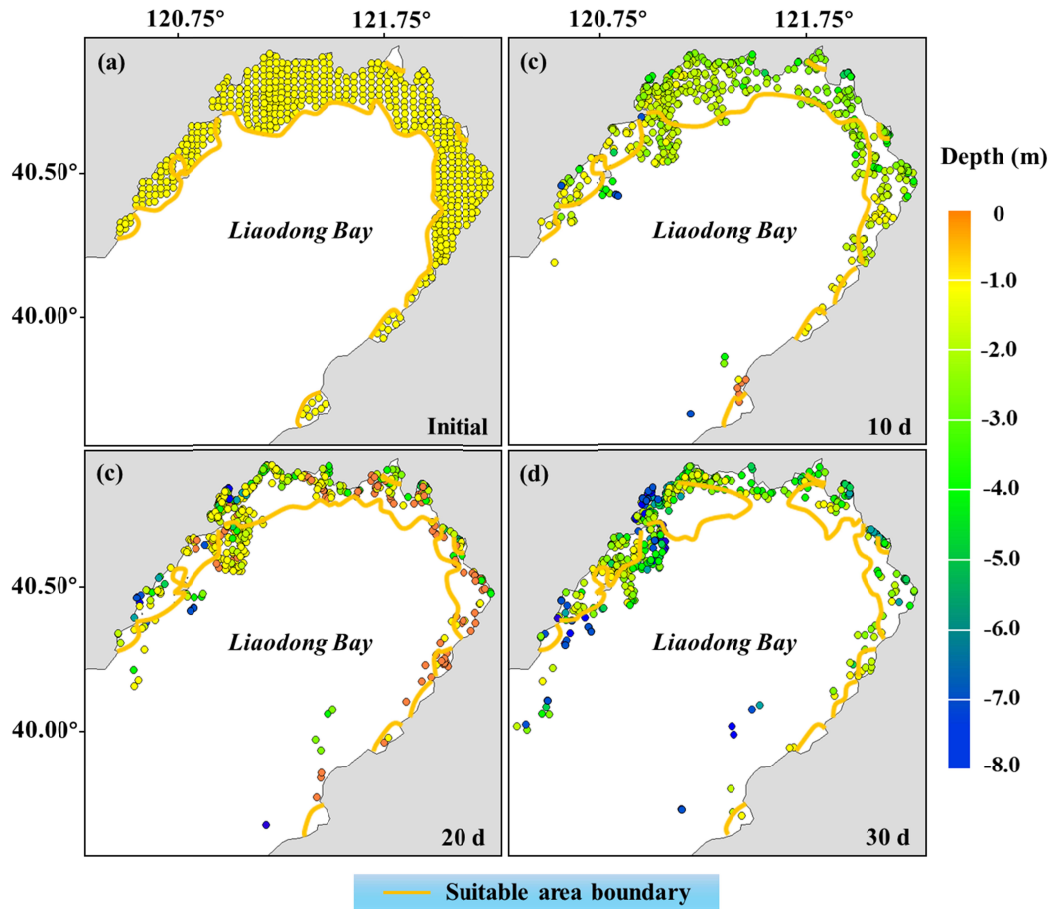 120.75° 121.75° 120.75° 121.75°
(a)
Liaodong Bay
Initial
(c)
Liaodong Bay
10 d
40.50°
40.00°
Depth (m)
0
-1.0
-2.0
-3.0
-4.0
-5.0
-6.0
-7.0
-8.0
(c)
Liaodong Bay
20 d
(d)
Liaodong Bay
30 d
40.50°
40.00°
Suitable area boundary